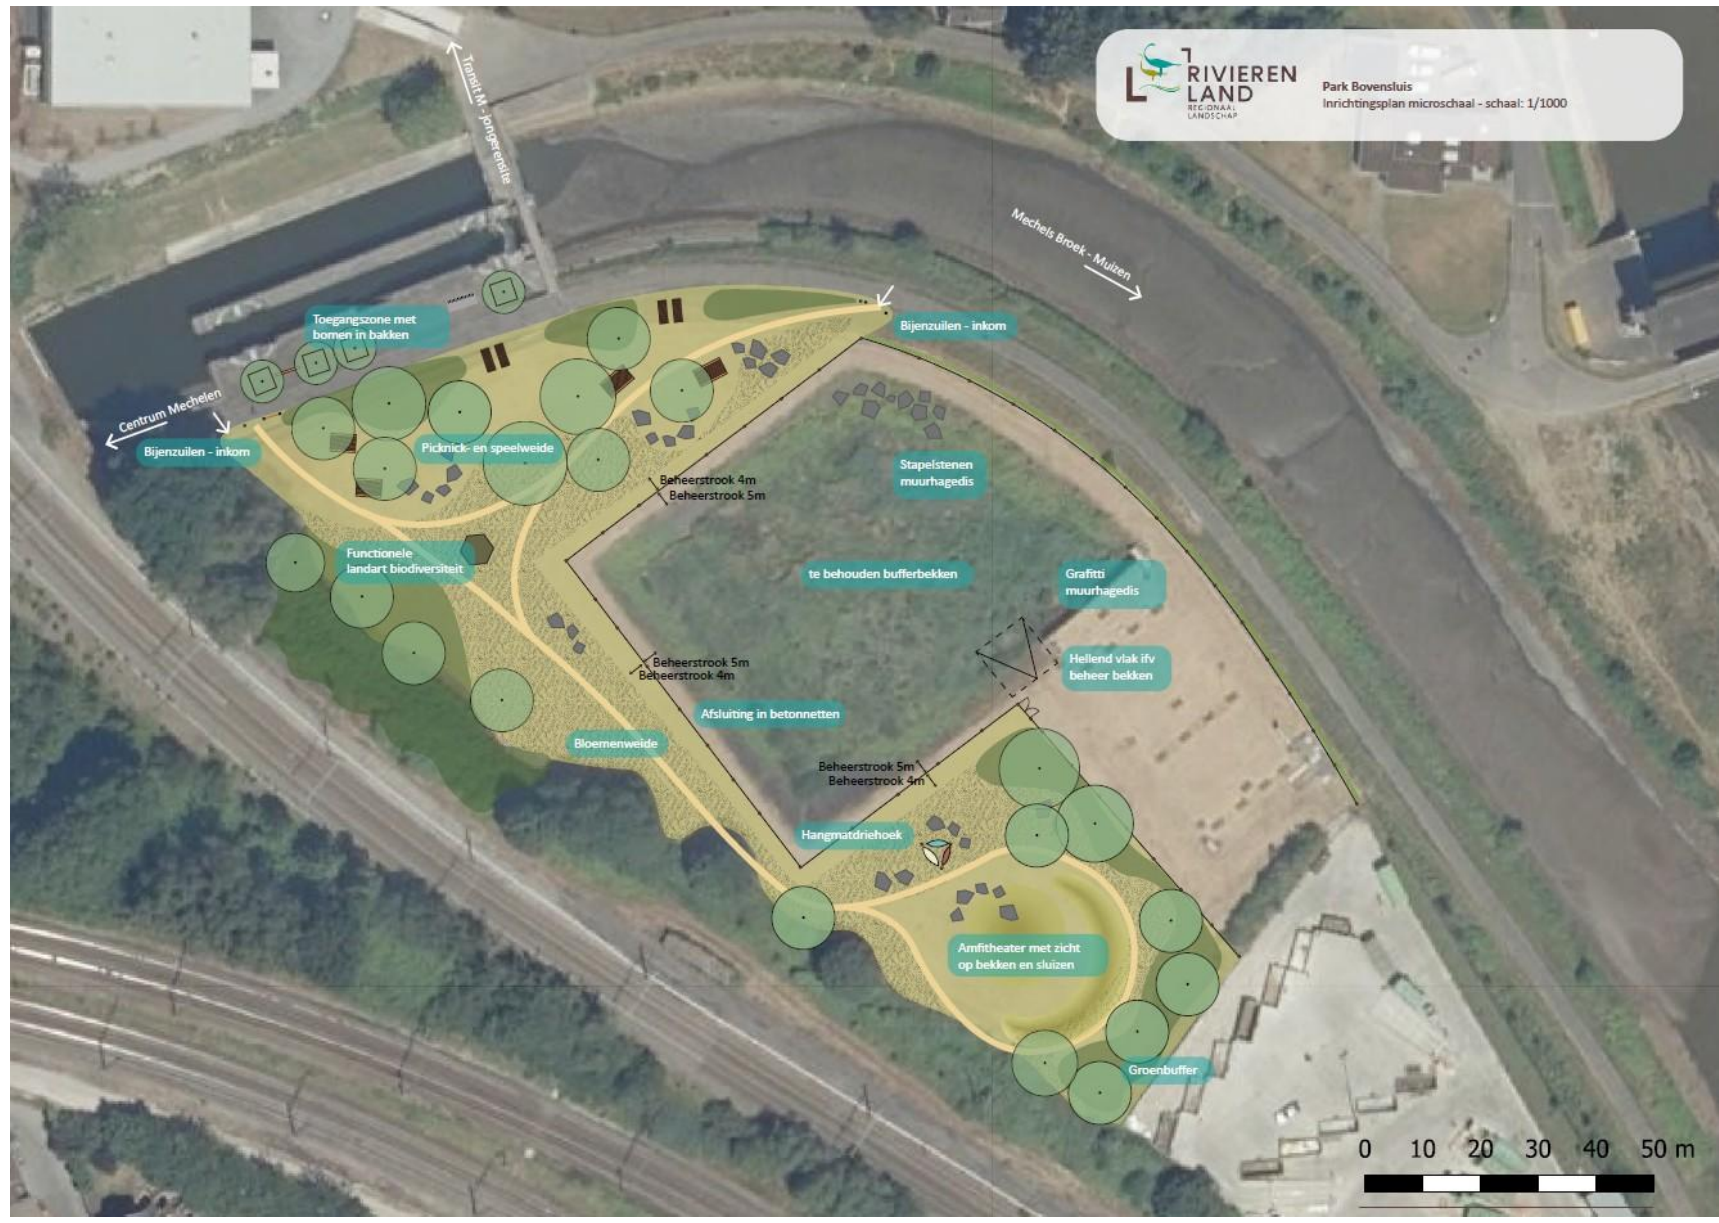 RIVIEREN
LAND
REGIONAAL
LANDSCHAP
Park Bovensluis
Inrichtingsplan microschaal - schaal: 1/1000
Transit M - jongerensite
Mechels Broek - Muizen
Toegangszone met
bomen in bakken
Bijenzuilen - inkom
Centrum Mechelen
Bijenzuilen - inkom
Picknick- en speelweide
Stapelstenen
muurhagedis
Beheerstrook 4m
Beheerstrook 5m
Functionele
landart biodiversiteit
te behouden bufferbekken
Grafitti
muurhagedis
Beheerstrook 5m
Beheerstrook 4m
Hellend vlak ifv
beheer bekken
Afsluiting in betonnetten
Bloemenweide
Beheerstrook 5m
Beheerstrook 4m
Hangmatdriehoek
Amfitheater met zicht
op bekken en sluizen
Groenbuffer
0 10 20 30 40 50 m